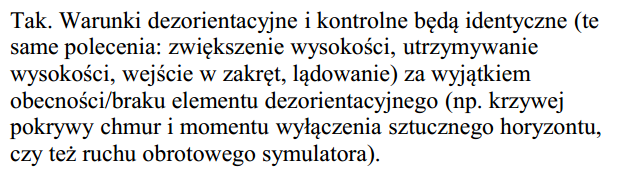 Tak. Warunki dezorientacyjne i kontrolne będą identyczne (te
same polecenia: zwiększenie wysokości, utrzymywanie
wysokości, wejście w zakręt, lądowanie) za wyjątkiem
obecności/braku elementu dezorientacyjnego (np. krzywej
pokrywy chmur i momentu wyłączenia sztucznego horyzontu,
czy też ruchu obrotowego symulatora).